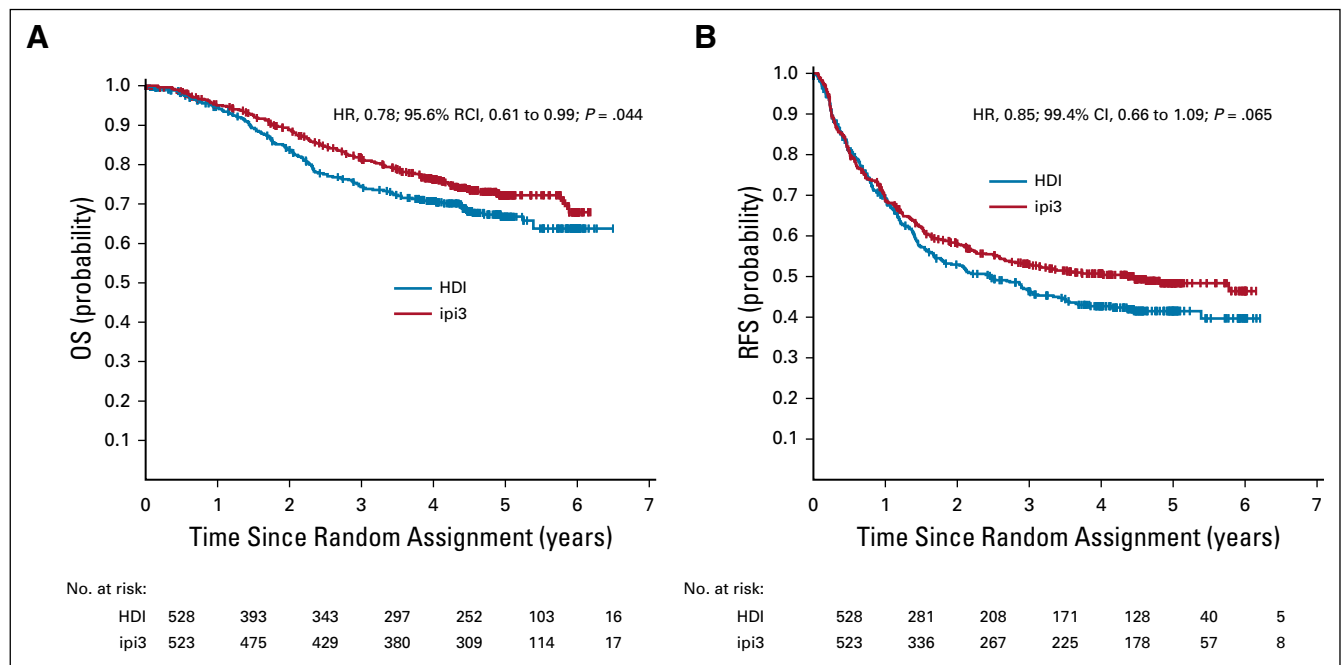 A
OS (probability)
1.0
0.9
0.8
0.7
0.6
0.5
0.4
0.3
0.2
0.1
HR, 0.78; 95.6% RCI, 0.61 to 0.99; P = .044
HDI
ipi3
0 1 2 3 4 5 6 7
Time Since Random Assignment (years)
No. at risk:
HDI 528 393 343 297 252 103 16
ipi3 523 475 429 380 309 114 17
B
RFS (probability)
1.0
0.9
0.8
0.7
0.6
0.5
0.4
0.3
0.2
0.1
HR, 0.85; 99.4% CI, 0.66 to 1.09; P = .065
HDI
ipi3
0 1 2 3 4 5 6 7
Time Since Random Assignment (years)
No. at risk:
HDI 528 281 208 171 128 40 5
ipi3 523 336 267 225 178 57 8